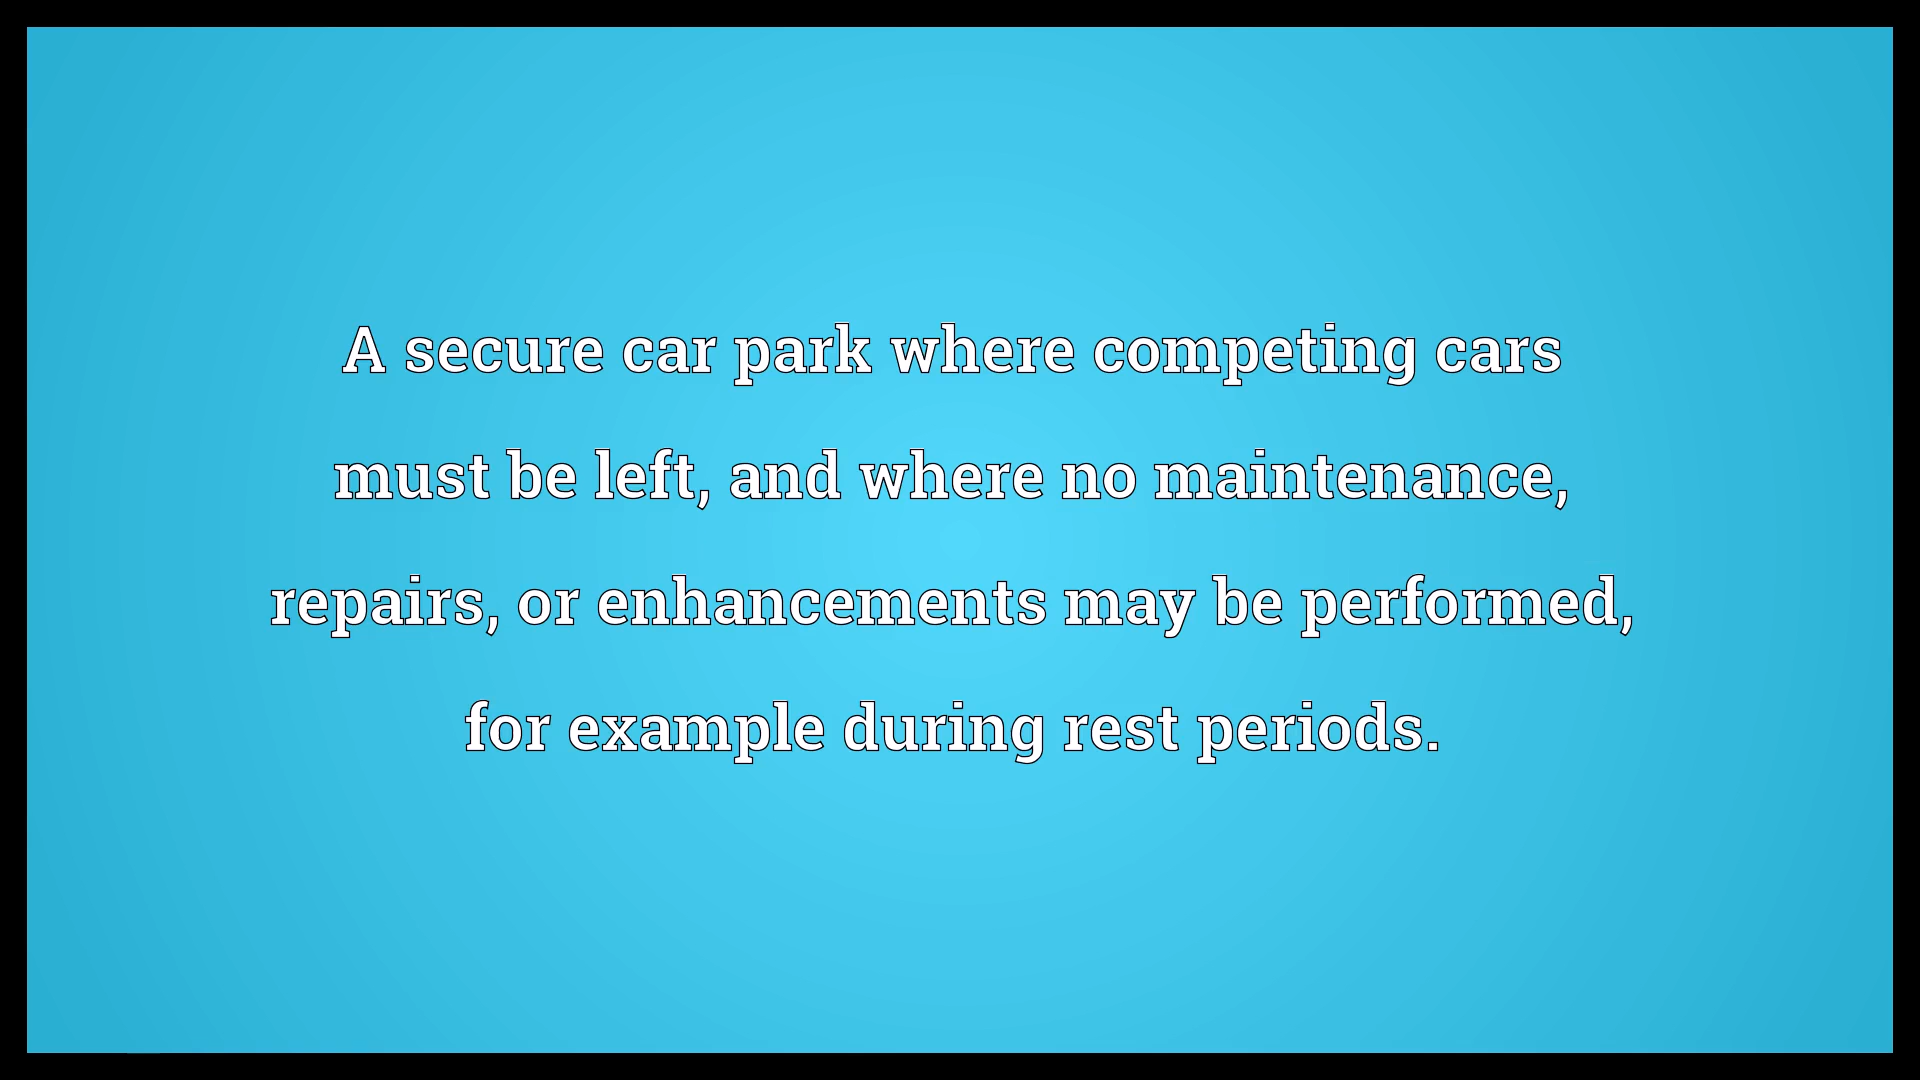 A secure car park where competing cars
must be left, and where no maintenance,
repairs, or enhancements may be performed,
for example during rest periods.